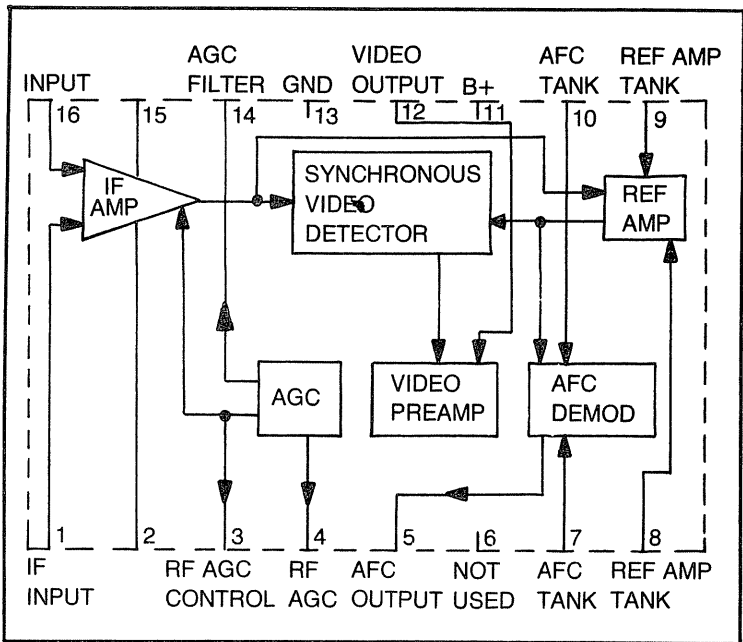 INPUT
AGC
FILTER
GND
VIDEO
OUTPUT
B+
AFC
TANK
REF AMP
TANK
16
15
14
13
12
11
10
9
IF
AMP
SYNCHRONOUS
VIDEO
DETECTOR
REF
AMP
AGC
VIDEO
PREAMP
AFC
DEMOD
1
2
3
4
5
6
7
8
IF
INPUT
RF AGC
CONTROL
RF
AGC
AFC
OUTPUT
NOT
USED
AFC
TANK
REF AMP
TANK